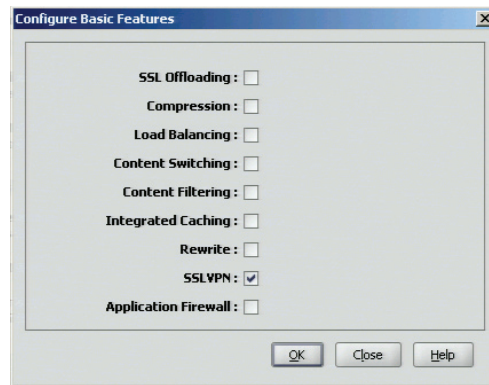 Configure Basic Features
SSL Offloading :
Compression :
Load Balancing :
Content Switching :
Content Filtering :
Integrated Caching :
Rewrite :
SSLVPN :
Application Firewall :
OK Close Help